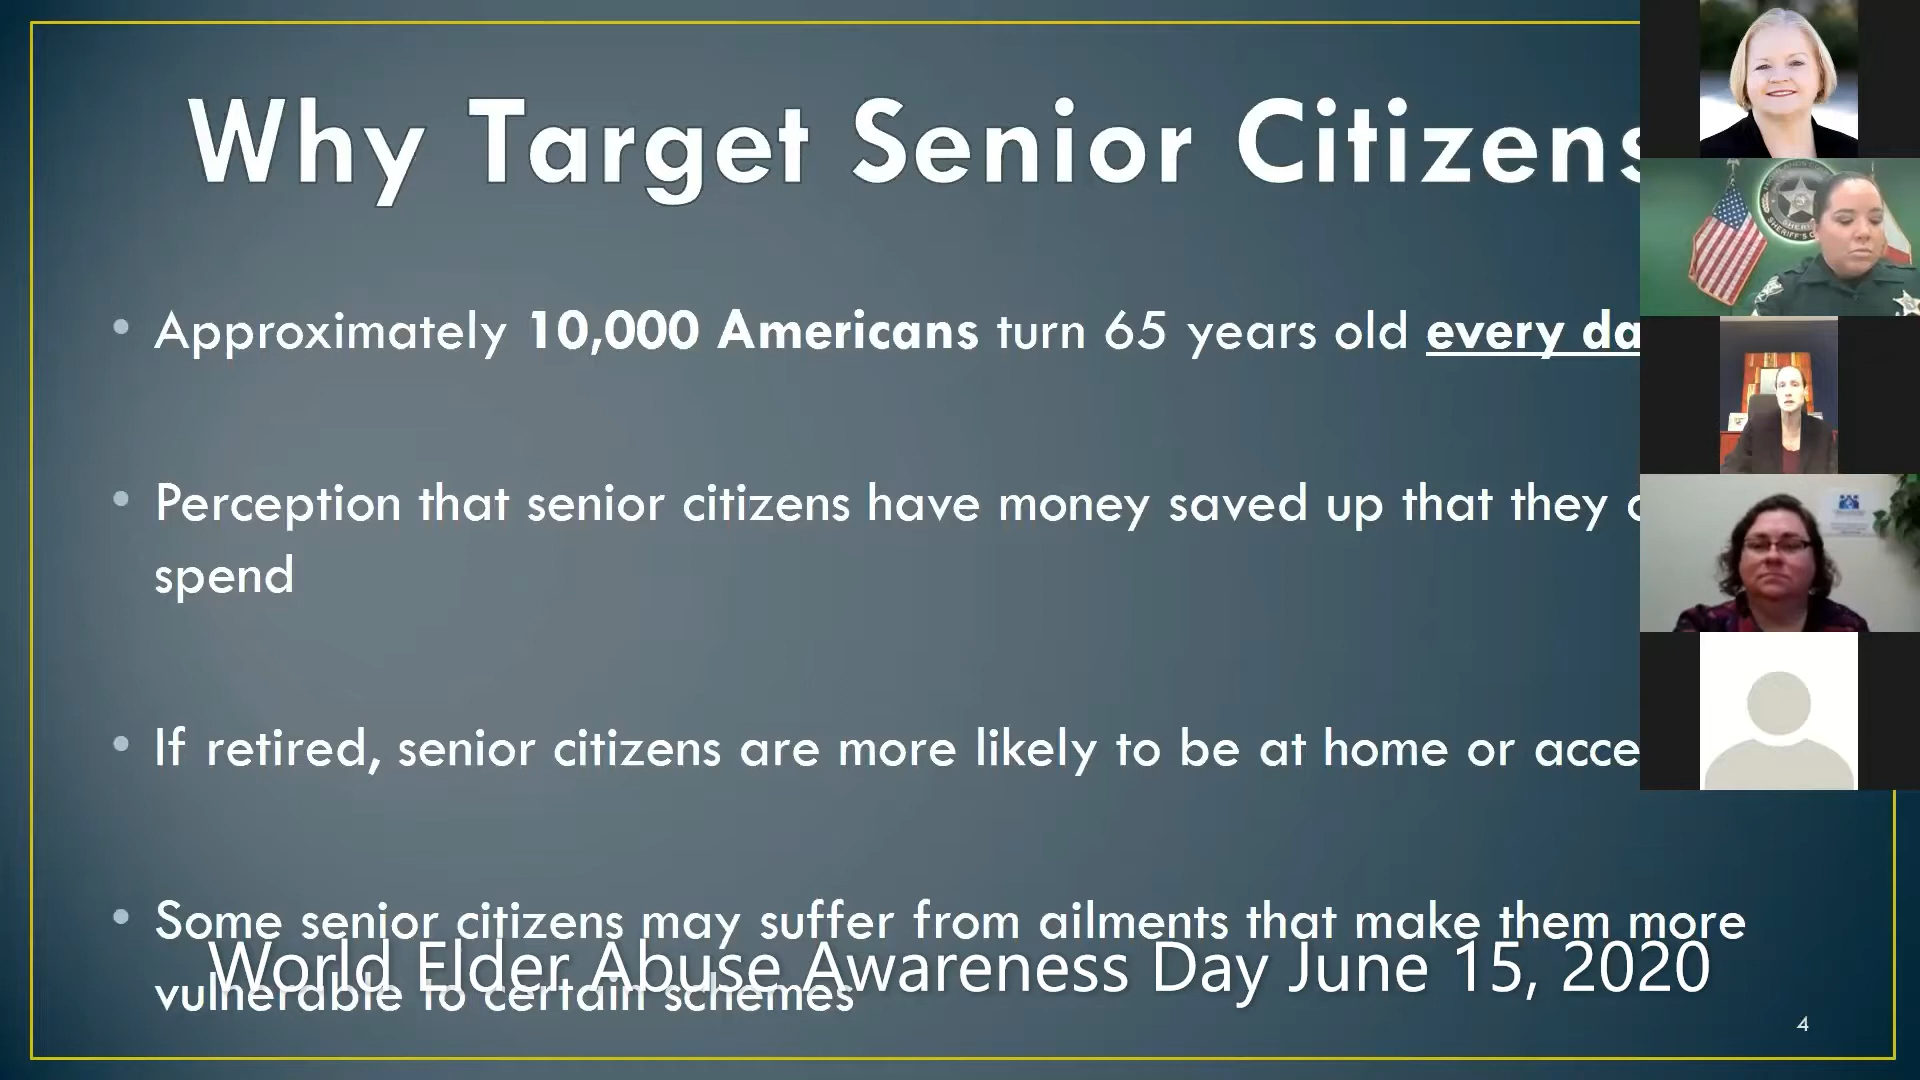 Why Target Senior Citizens
• Approximately 10,000 Americans turn 65 years old every da
• Perception that senior citizens have money saved up that they
spend
• If retired, senior citizens are more likely to be at home or acce
• Some senior citizens may suffer from ailments that make them more
vulnerable to certain schemes
World Elder Abuse Awareness Day June 15, 2020
4
SHERIFF'S